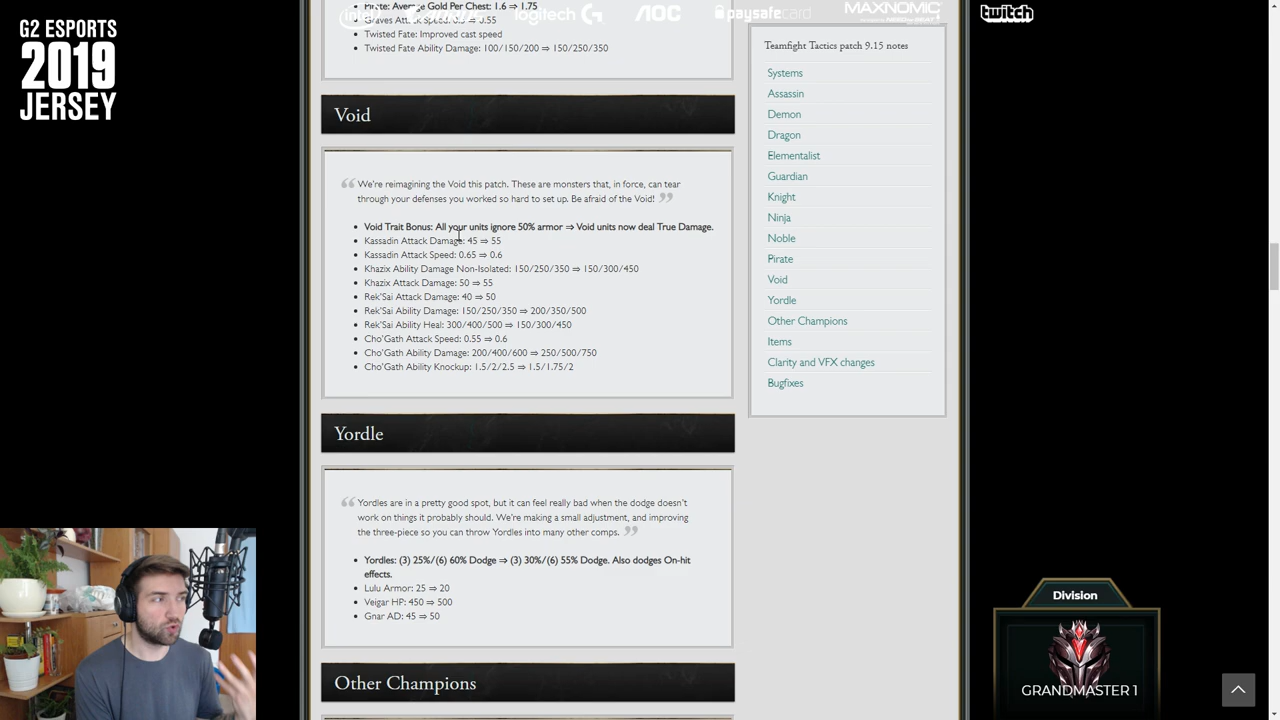 G2 ESPORTS
2019
JERSEY
Pirate: Average Gold Per Chest: 1.6 ⇒ 1.75
intel
logitech G
AOC
paysafecard
MAXNOMIC
twitch
Twisted Fate: Improved cast speed
Twisted Fate Ability Damage: 100/150/200 ⇒ 150/250/350
Void
We're reimagining the Void this patch. These are monsters that, in force, can tear
through your defenses you worked so hard to set up. Be afraid of the Void!
Void Trait Bonus: All your units ignore 50% armor ⇒ Void units now deal True Damage.
Kassadin Attack Damage: 45 ⇒ 55
Kassadin Attack Speed: 0.65 ⇒ 0.6
Khazix Ability Damage Non-Isolated: 150/250/350 ⇒ 150/300/450
Khazix Attack Damage: 50 ⇒ 55
Rek'Sai Attack Damage: 40 ⇒ 50
Rek'Sai Ability Damage: 150/250/350 ⇒ 200/350/500
Rek'Sai Ability Heal: 300/400/500 ⇒ 150/300/450
Cho'Gath Attack Speed: 0.55 ⇒ 0.6
Cho'Gath Ability Damage: 200/400/600 ⇒ 250/500/750
Cho'Gath Ability Knockup: 1.5/2/2.5 ⇒ 1.5/1.75/2
Yordle
Yordles are in a pretty good spot, but it can feel really bad when the dodge doesn't
work on things it probably should. We're making a small adjustment, and improving
the three-piece so you can throw Yordles into many other comps.
Yordles: (3) 25%/(6) 60% Dodge ⇒ (3) 30%/(6) 55% Dodge. Also dodges On-hit
effects.
Lulu Armor: 25 ⇒ 20
Veigar HP: 450 ⇒ 500
Gnar AD: 45 ⇒ 50
Other Champions
Teamfight Tactics patch 9.15 notes
Systems
Assassin
Demon
Dragon
Elementalist
Guardian
Knight
Ninja
Noble
Pirate
Void
Yordle
Other Champions
Items
Clarity and VFX changes
Bugfixes
Division
GRANDMASTER 1